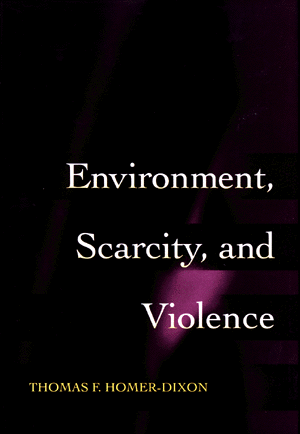 Environment,
Scarcity, and
Violence
THOMAS F. HOMER-DIXON